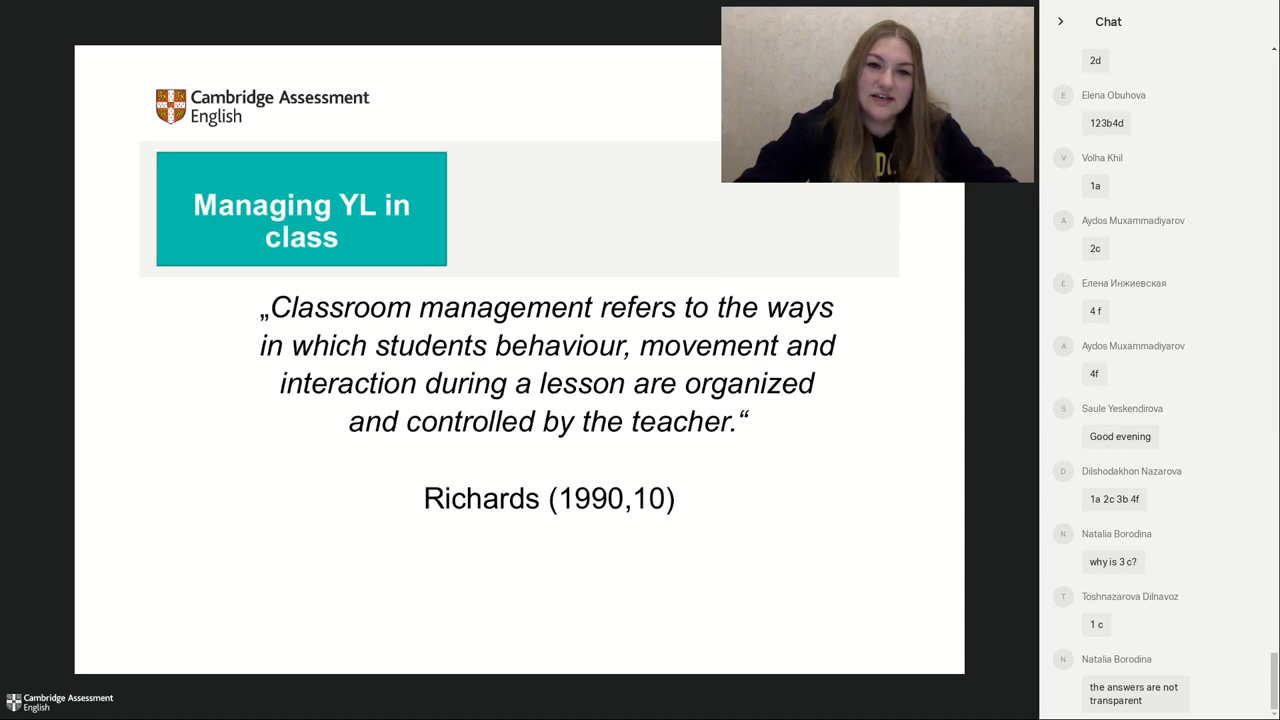 Cambridge Assessment
English
Managing YL in
class
„Classroom management refers to the ways
in which students behaviour, movement and
interaction during a lesson are organized
and controlled by the teacher.“
Richards (1990,10)
Cambridge Assessment
English
Chat
2d
E Elena Obuhova
123b4d
V Volha Khil
1a
A Aydos Muxammadiyarov
2c
Е Елена Инжиевская
4 f
A Aydos Muxammadiyarov
4f
S Saule Yeskendirova
Good evening
D Dilshodakhon Nazarova
1a 2c 3b 4f
N Natalia Borodina
why is 3 c?
T Toshnazarova Dilnavoz
1 c
N Natalia Borodina
the answers are not
transparent